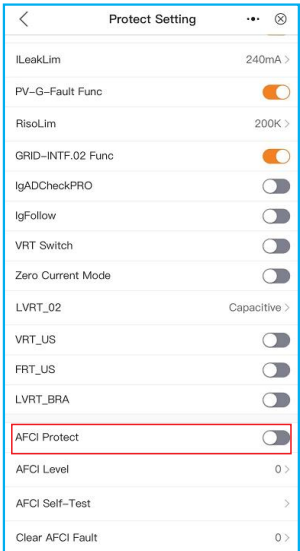 Protect Setting
ILeakLim 240mA >
PV-G-Fault Func
RisoLim 200K >
GRID-INTF.02 Func
IgADCheckPRO
IgFollow
VRT Switch
Zero Current Mode
LVRT_02 Capacitive >
VRT_US
FRT_US
LVRT_BRA
AFCI Protect
AFCI Level 0 >
AFCI Self-Test >
Clear AFCI Fault 0 >